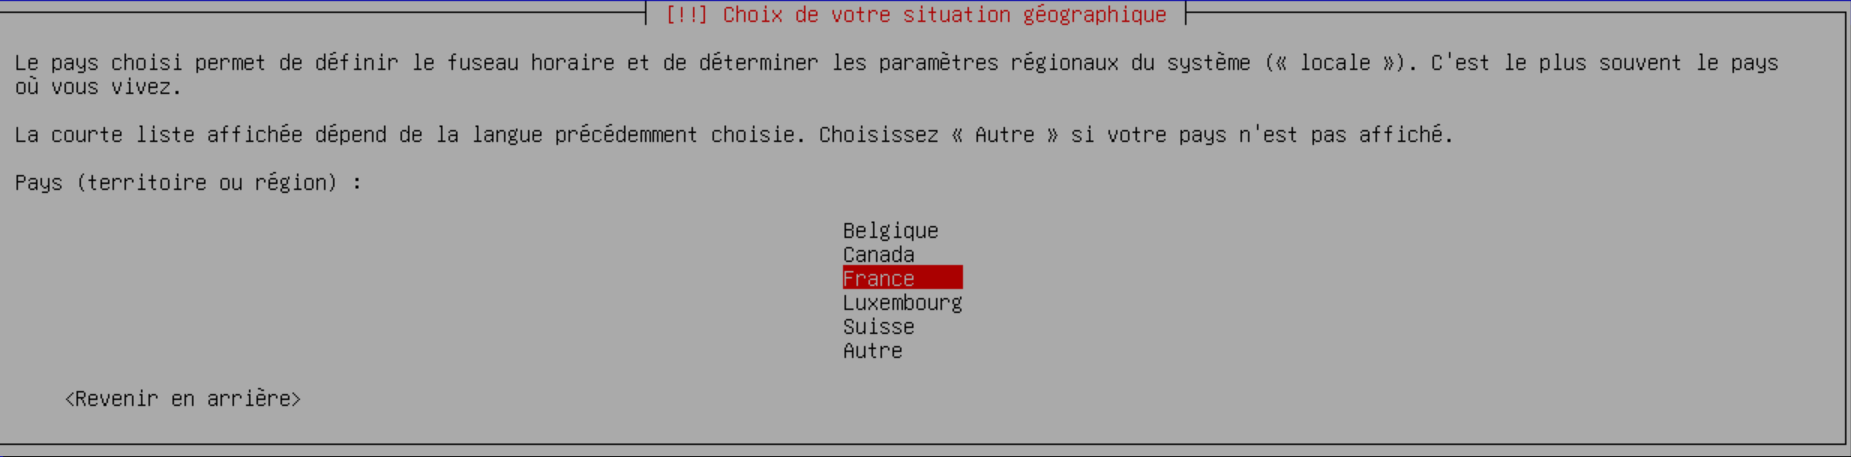 [!!] Choix de votre situation géographique
Le pays choisi permet de définir le fuseau horaire et de déterminer les paramètres régionaux du système (« locale »). C'est le plus souvent le pays
où vous vivez.
La courte liste affichée dépend de la langue précédemment choisie. Choisissez « Autre » si votre pays n'est pas affiché.
Pays (territoire ou région) :
Belgique
Canada
France
Luxembourg
Suisse
Autre
<Revenir en arrière>